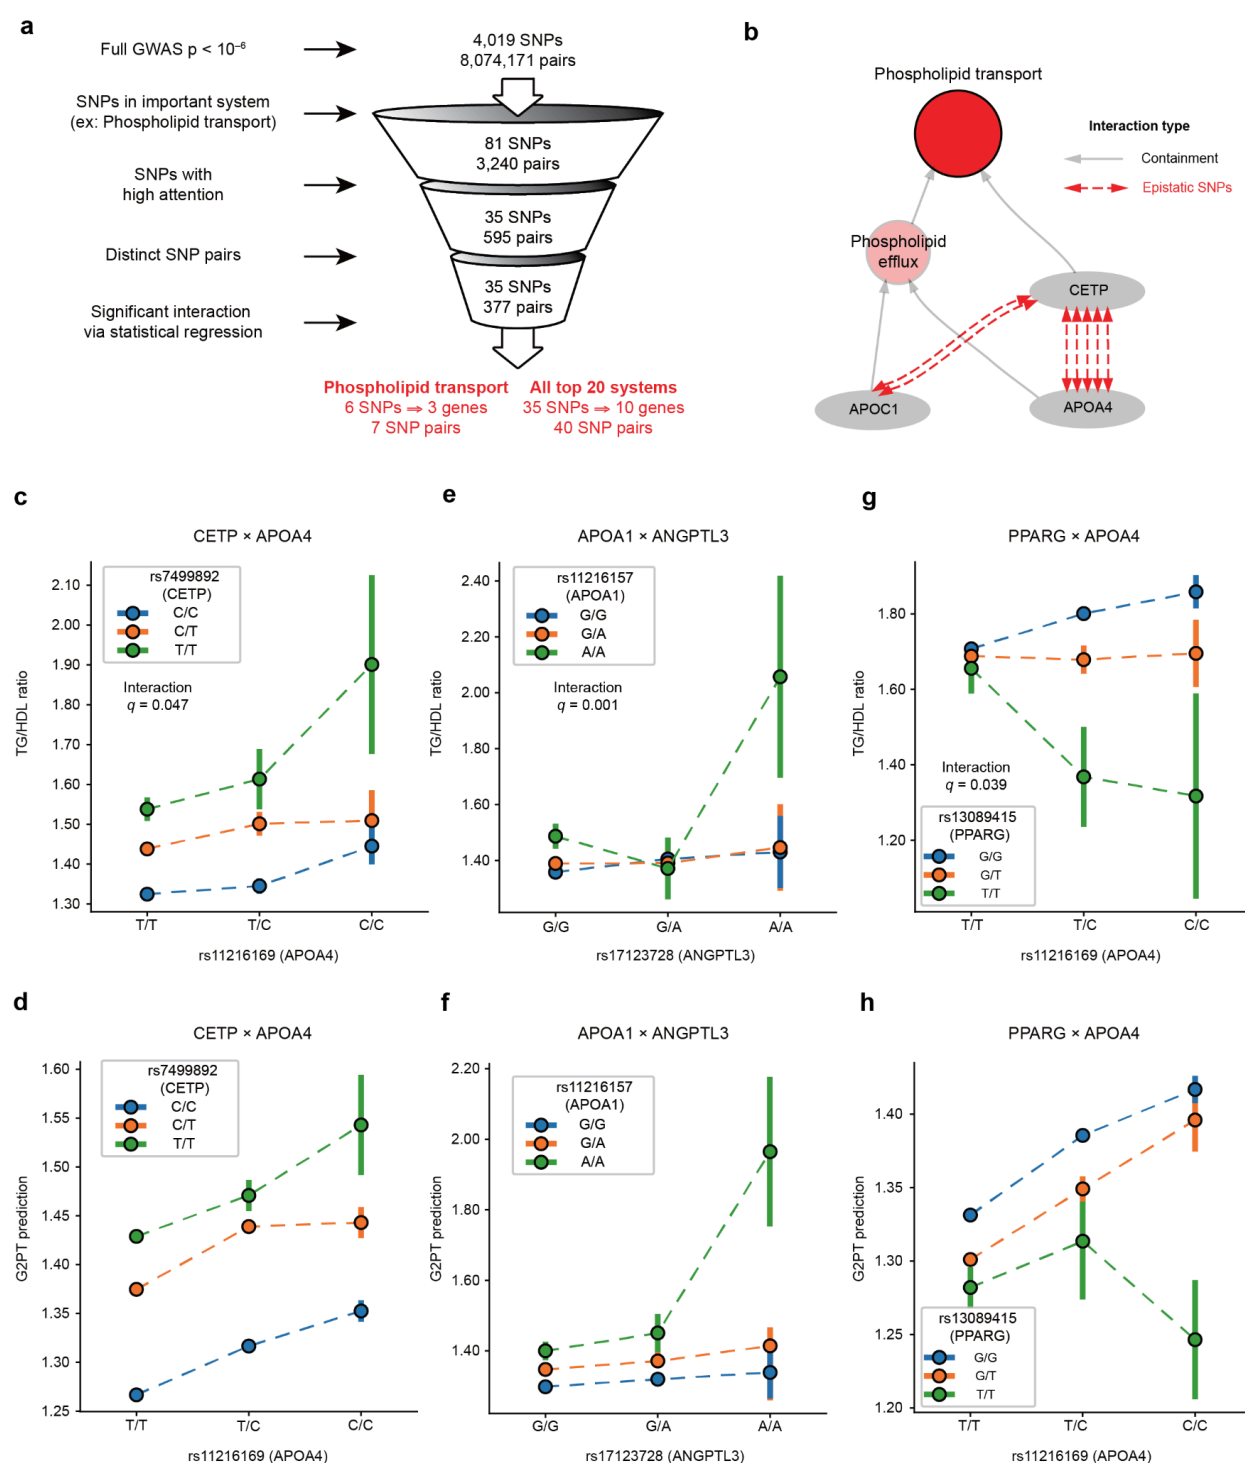 a
Full GWAS p < 10⁻⁶
4,019 SNPs
8,074,171 pairs
SNPs in important system
(ex: Phospholipid transport)
81 SNPs
3,240 pairs
SNPs with
high attention
35 SNPs
595 pairs
Distinct SNP pairs
35 SNPs
377 pairs
Significant interaction
via statistical regression
Phospholipid transport
6 SNPs ⇒ 3 genes
7 SNP pairs
All top 20 systems
35 SNPs ⇒ 10 genes
40 SNP pairs
b
Phospholipid transport
Interaction type
Containment
Epistatic SNPs
Phospholipid
efflux
CETP
APOC1
APOA4
c
CETP × APOA4
rs7499892
(CETP)
C/C
C/T
T/T
Interaction
q = 0.047
TG/HDL ratio
2.10
2.00
1.90
1.80
1.70
1.60
1.50
1.40
1.30
T/T
T/C
C/C
rs11216169 (APOA4)
e
APOA1 × ANGPTL3
rs11216157
(APOA1)
G/G
G/A
A/A
Interaction
q = 0.001
TG/HDL ratio
2.40
2.20
2.00
1.80
1.60
1.40
G/G
G/A
A/A
rs17123728 (ANGPTL3)
g
PPARG × APOA4
TG/HDL ratio
1.80
1.60
1.40
1.20
Interaction
q = 0.039
rs13089415
(PPARG)
G/G
G/T
T/T
T/T
T/C
C/C
rs11216169 (APOA4)
d
CETP × APOA4
rs7499892
(CETP)
C/C
C/T
T/T
G2PT prediction
1.60
1.55
1.50
1.45
1.40
1.35
1.30
1.25
T/T
T/C
C/C
rs11216169 (APOA4)
f
APOA1 × ANGPTL3
rs11216157
(APOA1)
G/G
G/A
A/A
G2PT prediction
2.20
2.00
1.80
1.60
1.40
G/G
G/A
A/A
rs17123728 (ANGPTL3)
h
PPARG × APOA4
G2PT prediction
1.40
1.35
1.30
1.25
1.20
rs13089415
(PPARG)
G/G
G/T
T/T
T/T
T/C
C/C
rs11216169 (APOA4)